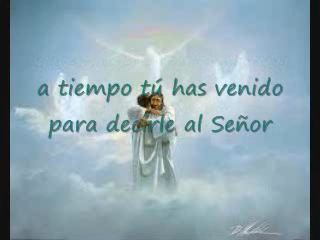 a tiempo tú has venido
para decirle al Señor